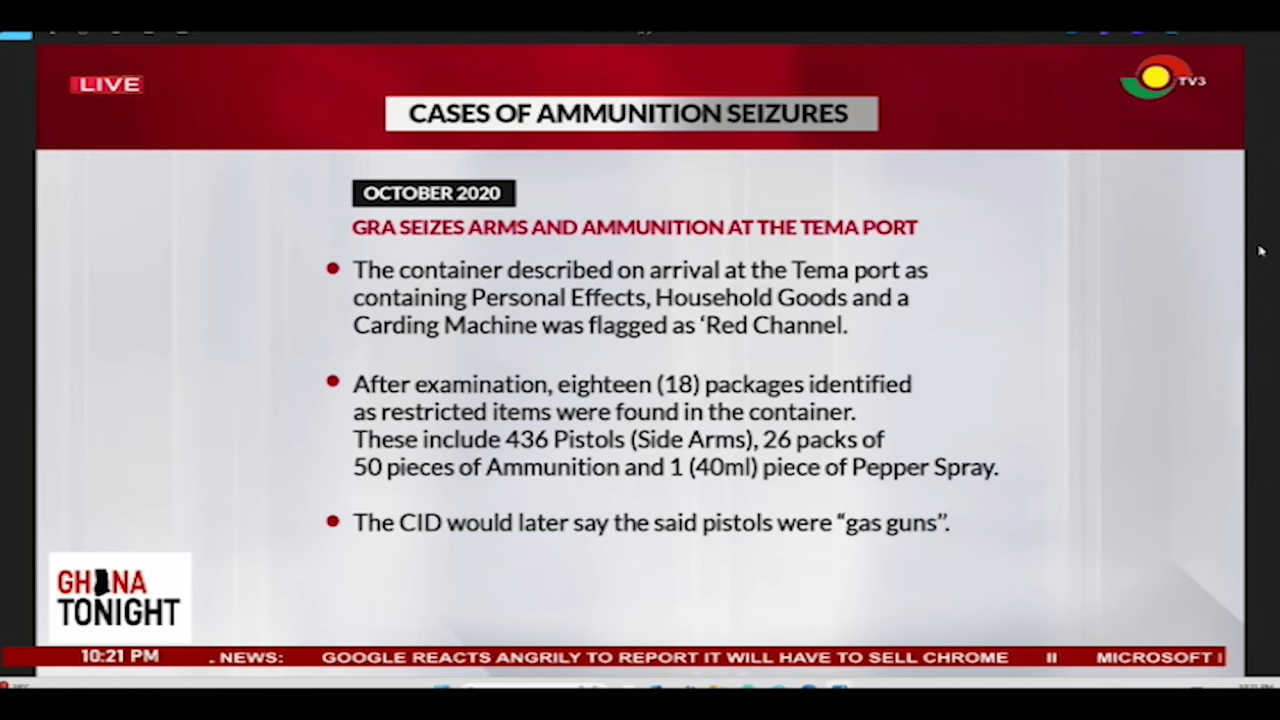 LIVE
TV3
CASES OF AMMUNITION SEIZURES
OCTOBER 2020
GRA SEIZES ARMS AND AMMUNITION AT THE TEMA PORT
The container described on arrival at the Tema port as
containing Personal Effects, Household Goods and a
Carding Machine was flagged as ‘Red Channel.
After examination, eighteen (18) packages identified
as restricted items were found in the container.
These include 436 Pistols (Side Arms), 26 packs of
50 pieces of Ammunition and 1 (40ml) piece of Pepper Spray.
The CID would later say the said pistols were “gas guns”.
GHANA
TONIGHT
10:21 PM . NEWS: GOOGLE REACTS ANGRILY TO REPORT IT WILL HAVE TO SELL CHROME II MICROSOFT